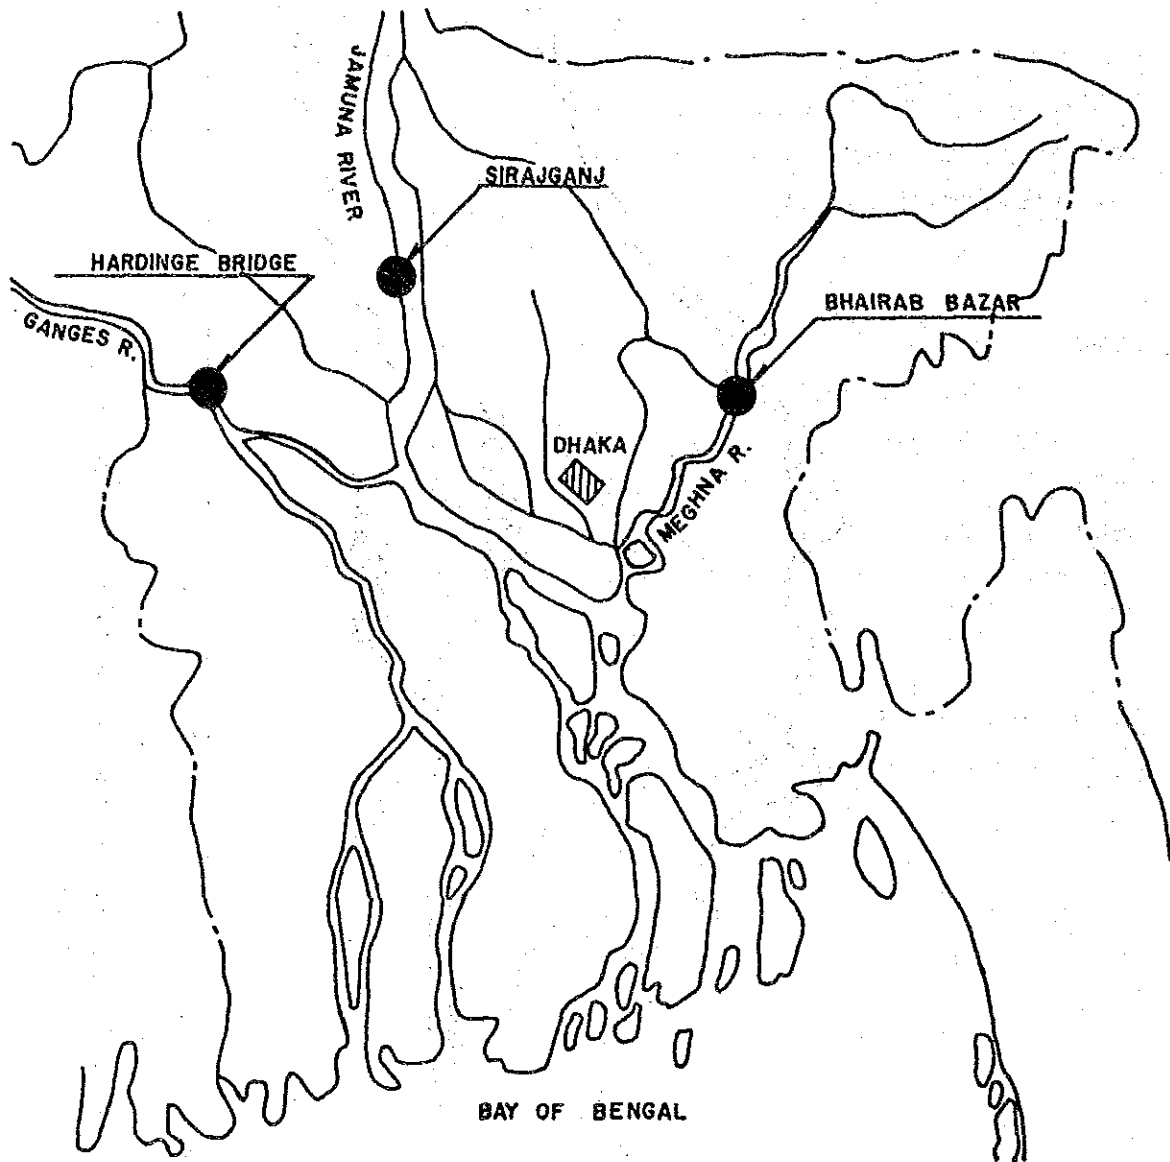 JAMUNA RIVER
SIRAJGANJ
HARDINGE BRIDGE
BHAIRAB BAZAR
GANGES R.
DHAKA
MEGHNA R.
BAY OF BENGAL